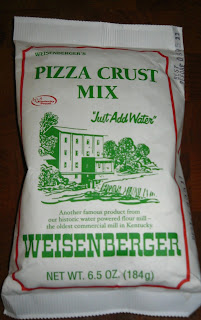 WEISENBERGER'S
PIZZA CRUST
MIX
"Just Add Water"
Another famous product from
our historic water powered flour mill —
the oldest commercial mill in Kentucky
WEISENBERGER
NET WT. 6.5 OZ. (184g)